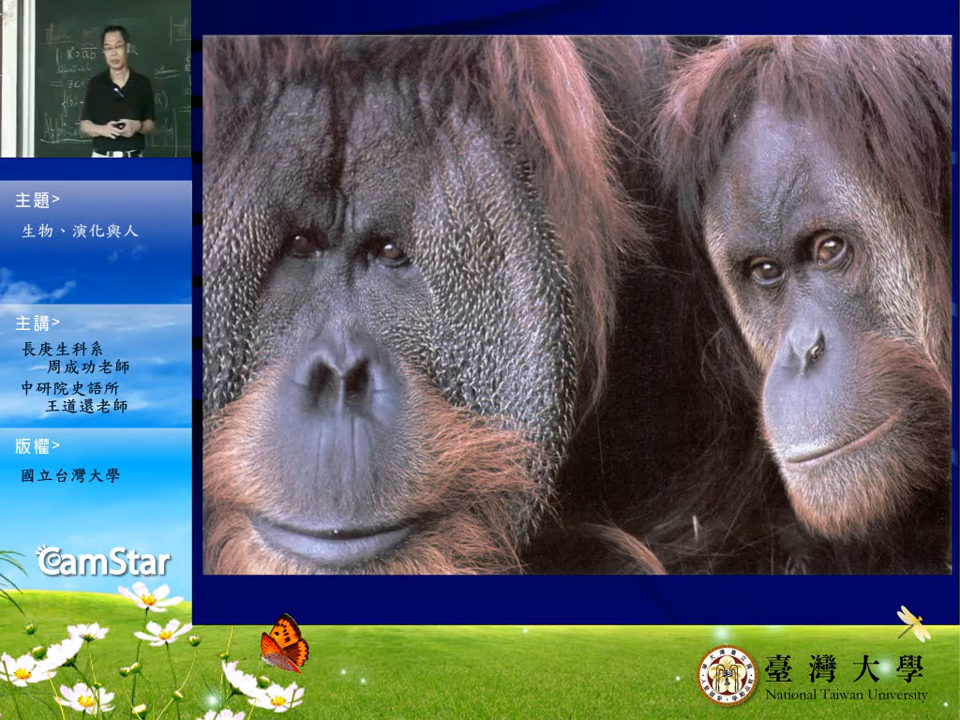 主題>
生物、演化與人
主講>
長庚生科系
周成功老師
中研院史語所
王道還老師
版權>
國立台灣大學
CamStar
臺灣大學
National Taiwan University